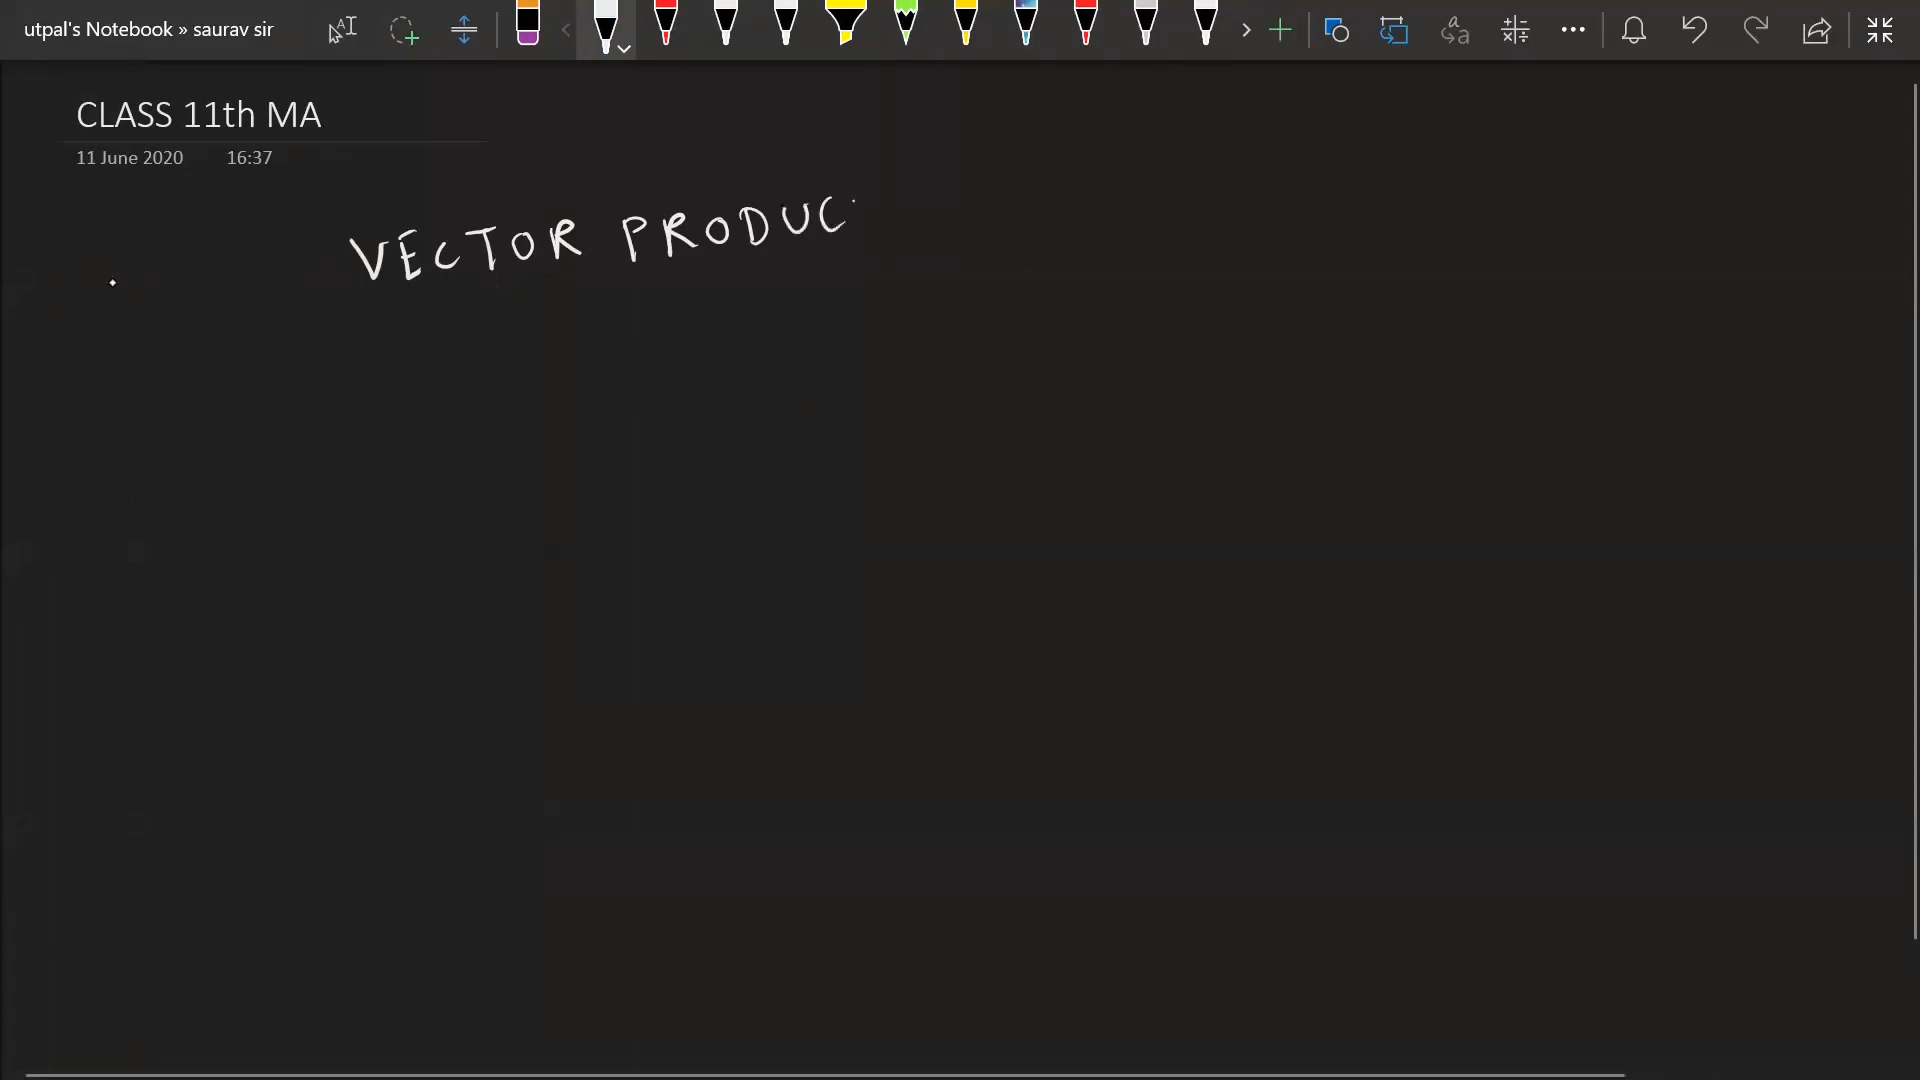 utpal's Notebook » saurav sir
CLASS 11th MA
11 June 2020 16:37
VECTOR PRODUC